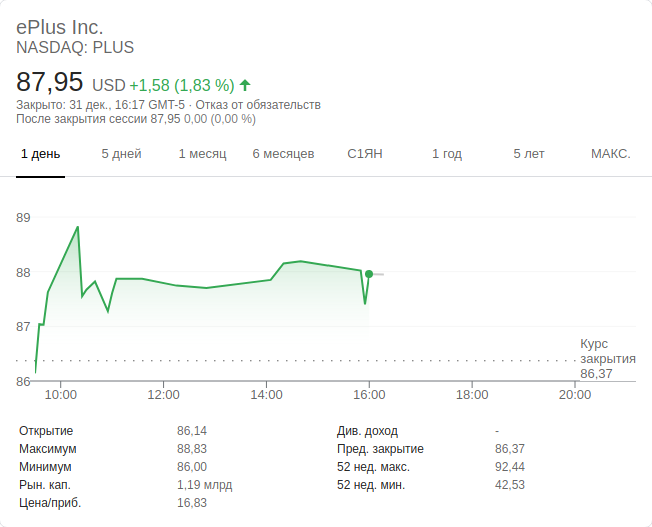 ePlus Inc.
NASDAQ: PLUS
87,95 USD +1,58 (1,83 %)
Закрыто: 31 дек., 16:17 GMT-5 · Отказ от обязательств
После закрытия сессии 87,95 0,00 (0,00 %)
1 день 5 дней 1 месяц 6 месяцев С1ЯН 1 год 5 лет МАКС.
89
88
87
86
Курс
закрытия
86,37
10:00 12:00 14:00 16:00 18:00 20:00
Открытие 86,14 Див. доход -
Максимум 88,83 Пред. закрытие 86,37
Минимум 86,00 52 нед. макс. 92,44
Рын. кап. 1,19 млрд 52 нед. мин. 42,53
Цена/приб. 16,83